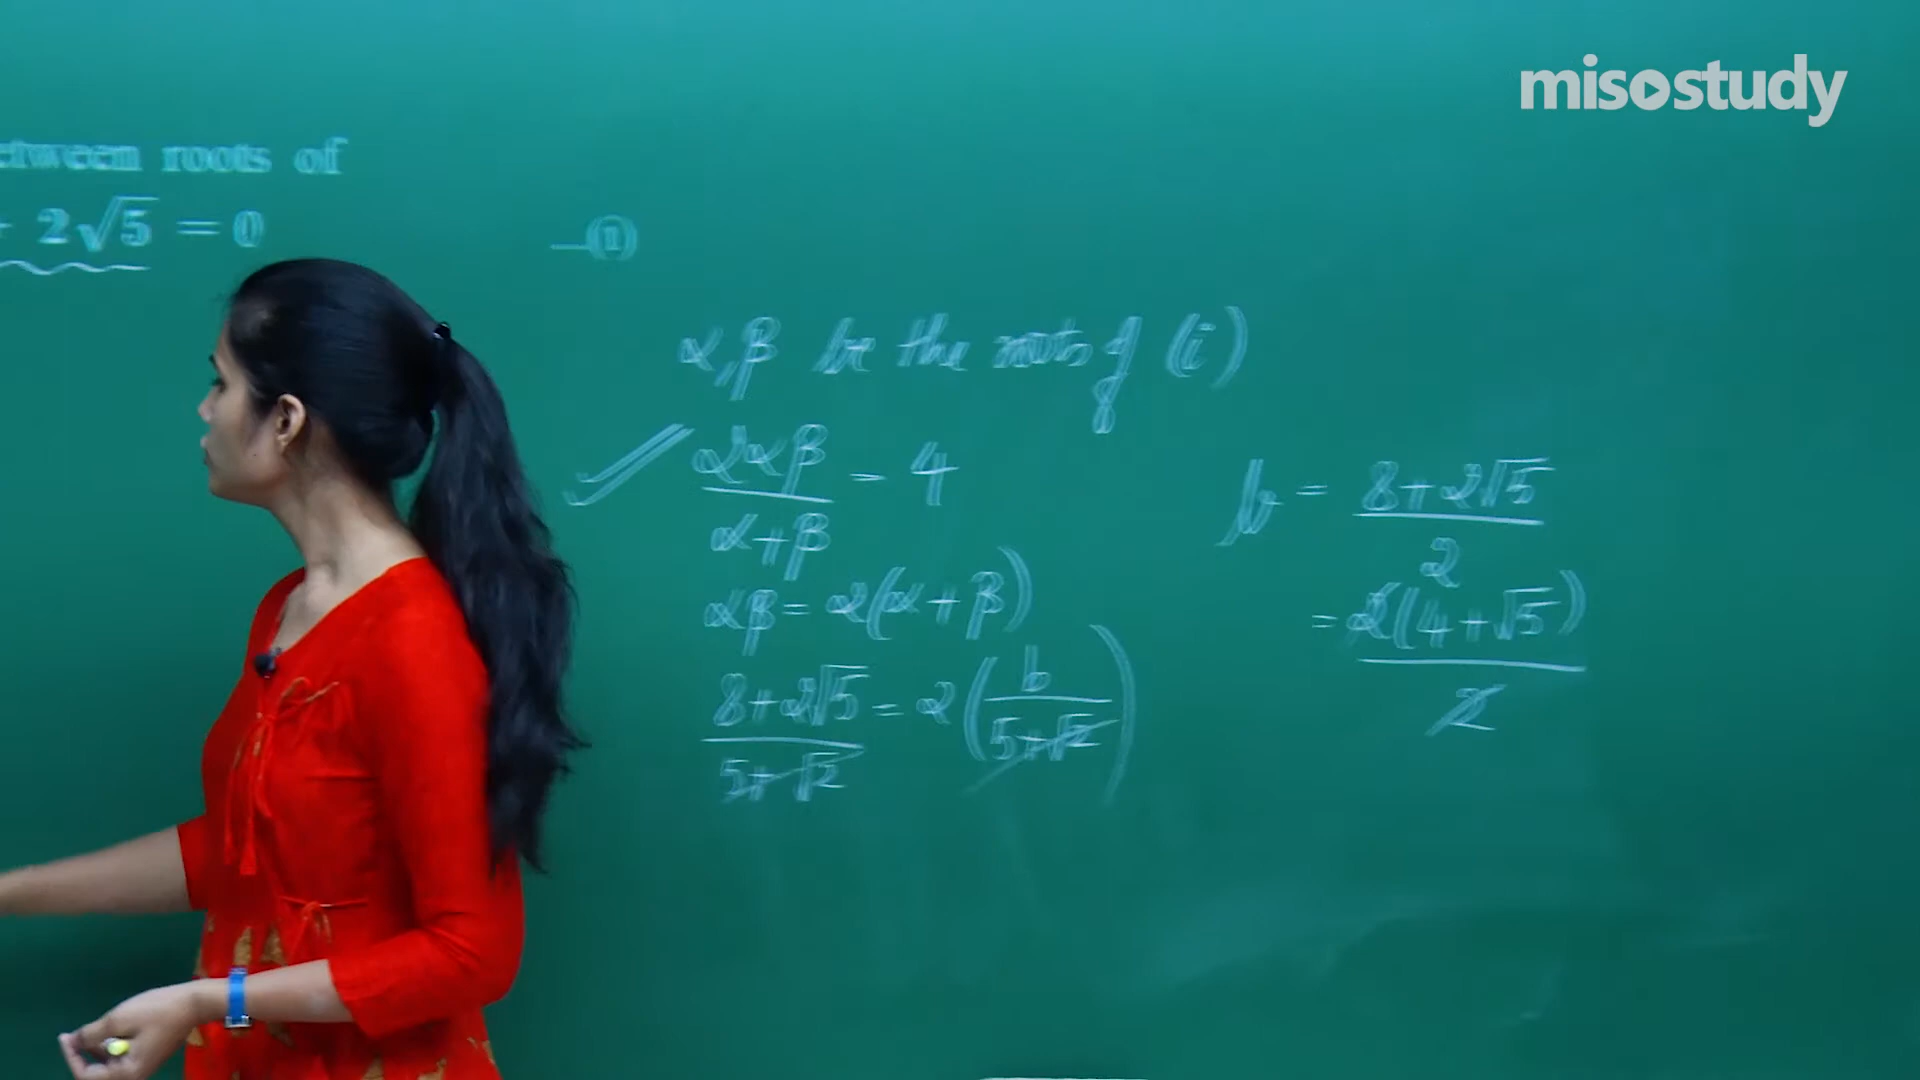 misostudy
etween roots of
+ 2√5 = 0 —①
α, β be the roots of (i)
2αβ/α+β = 4
αβ = 2(α+β)
8+2√5/5+√2 = 2(b/5+√2)
b = 8+2√5/2
= 2(4+√5)/2